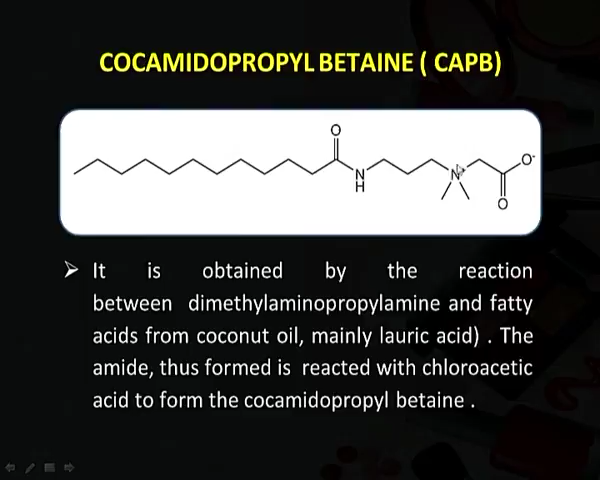 COCAMIDOPROPYL BETAINE ( CAPB)
O
N
H
N+
O-
O
It is obtained by the reaction
between dimethylaminopropylamine and fatty
acids from coconut oil, mainly lauric acid) . The
amide, thus formed is reacted with chloroacetic
acid to form the cocamidopropyl betaine .